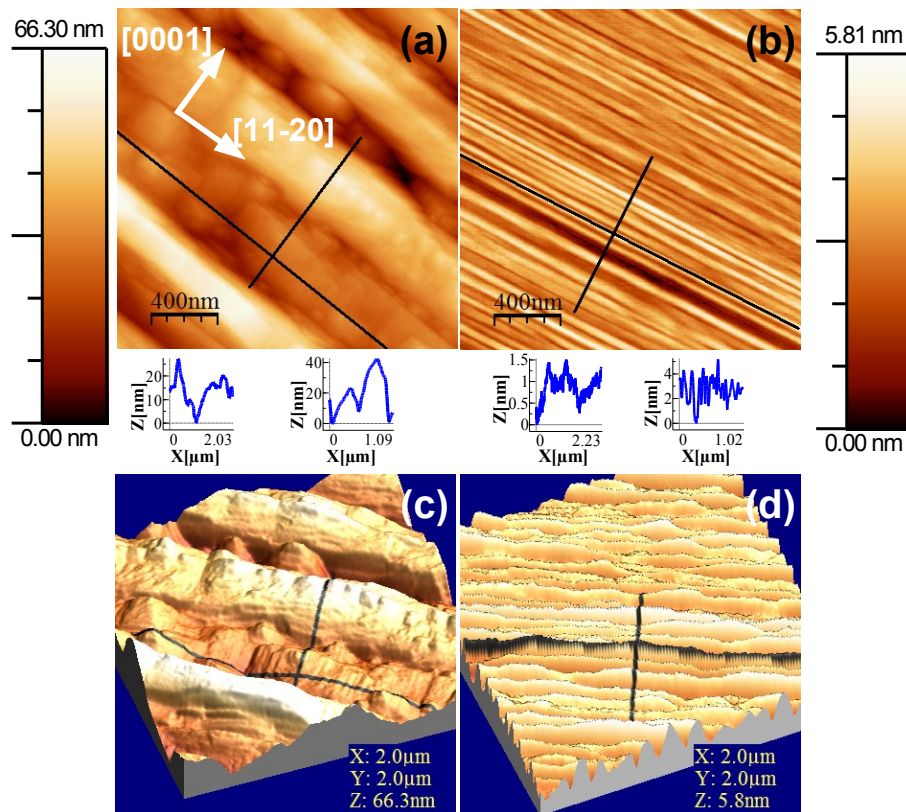 66.30 nm
0.00 nm
[0001]
(a)
[11-20]
400nm
(b)
400nm
5.81 nm
0.00 nm
Z[nm]
20
10
0
0
2.03
X[µm]
Z[nm]
40
20
0
0
1.09
X[µm]
Z[nm]
1.5
1
0.5
0
0
2.23
X[µm]
Z[nm]
4
2
0
0
1.02
X[µm]
(c)
X: 2.0µm
Y: 2.0µm
Z: 66.3nm
(d)
X: 2.0µm
Y: 2.0µm
Z: 5.8nm